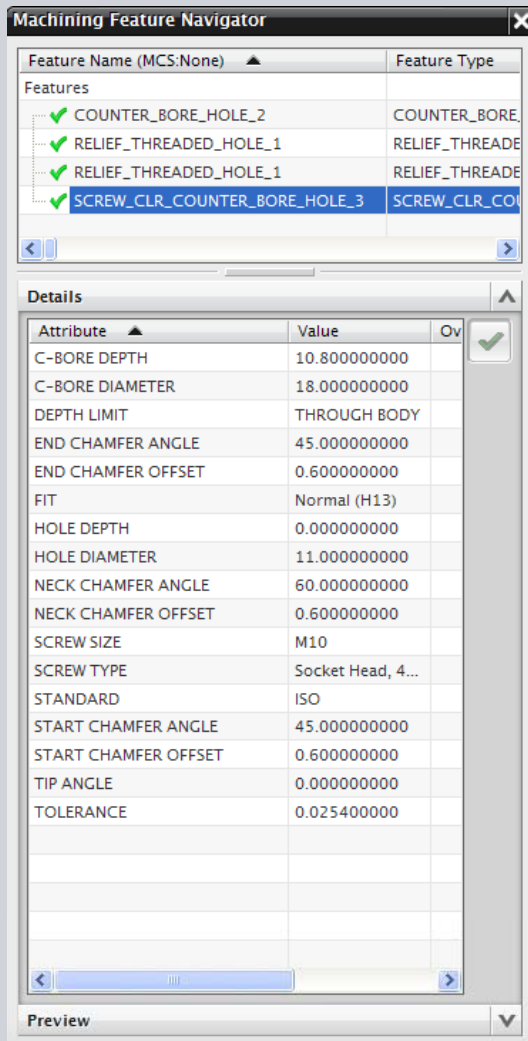 Machining Feature Navigator
Feature Name (MCS:None) Feature Type
Features
COUNTER_BORE_HOLE_2 COUNTER_BORE_
RELIEF_THREADED_HOLE_1 RELIEF_THREADE
RELIEF_THREADED_HOLE_1 RELIEF_THREADE
SCREW_CLR_COUNTER_BORE_HOLE_3 SCREW_CLR_COU
Details
Attribute Value Ov
C-BORE DEPTH 10.800000000
C-BORE DIAMETER 18.000000000
DEPTH LIMIT THROUGH BODY
END CHAMFER ANGLE 45.000000000
END CHAMFER OFFSET 0.600000000
FIT Normal (H13)
HOLE DEPTH 0.000000000
HOLE DIAMETER 11.000000000
NECK CHAMFER ANGLE 60.000000000
NECK CHAMFER OFFSET 0.600000000
SCREW SIZE M10
SCREW TYPE Socket Head, 4...
STANDARD ISO
START CHAMFER ANGLE 45.000000000
START CHAMFER OFFSET 0.600000000
TIP ANGLE 0.000000000
TOLERANCE 0.025400000
Preview